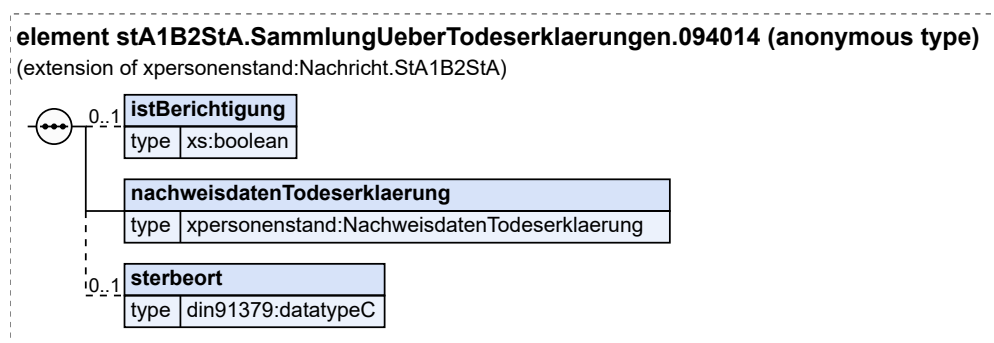 element stA1B2StA.SammlungUeberTodeserklaerungen.094014 (anonymous type)
(extension of xpersonenstand:Nachricht.StA1B2StA)
0..1 istBerichtigung
type xs:boolean
nachweisdatenTodeserklaerung
type xpersonenstand:NachweisdatenTodeserklaerung
0..1 sterbeort
type din91379:datatypeC